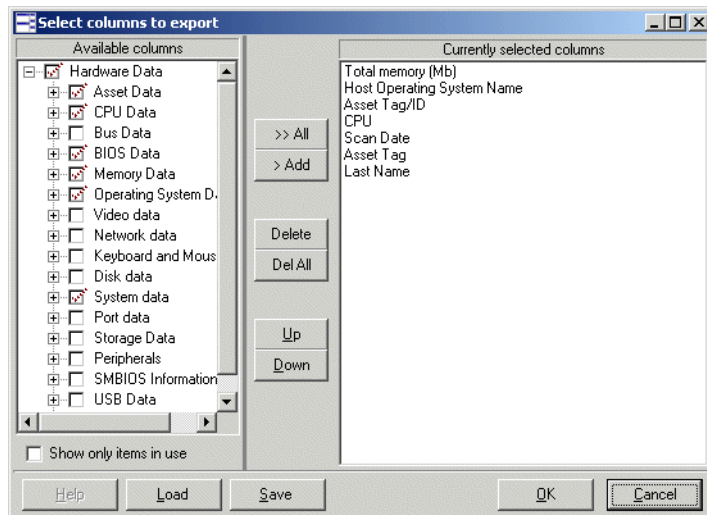 Select columns to export
Available columns
Hardware Data
Asset Data
CPU Data
Bus Data
BIOS Data
Memory Data
Operating System D
Video data
Network data
Keyboard and Mous
Disk data
System data
Port data
Storage Data
Peripherals
SMBIOS Information
USB Data
Show only items in use
>> All
> Add
Delete
Del All
Up
Down
Currently selected columns
Total memory (Mb)
Host Operating System Name
Asset Tag/ID
CPU
Scan Date
Asset Tag
Last Name
Help
Load
Save
OK
Cancel